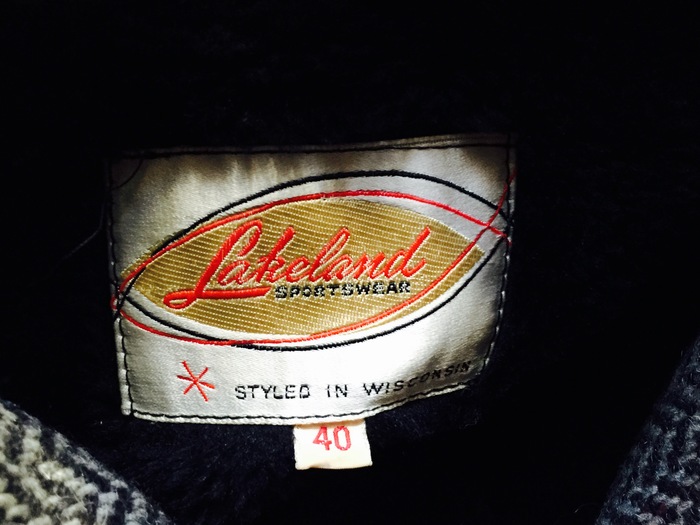 Lakeland
SPORTSWEAR
STYLED IN WISCONSIN
40